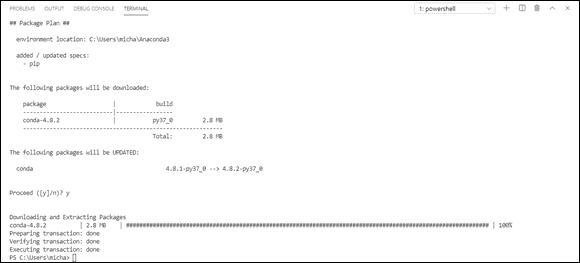 PROBLEMS OUTPUT DEBUG CONSOLE TERMINAL 1: powershell
## Package Plan ##
environment location: C:\Users\micha\Anaconda3
added / updated specs:
- pip
The following packages will be downloaded:
package | build
---------------------------|-----------------
conda-4.8.2 | py37_0 2.8 MB
------------------------------------------------------------
Total: 2.8 MB
The following packages will be UPDATED:
conda 4.8.1-py37_0 --> 4.8.2-py37_0
Proceed ([y]/n)? y
Downloading and Extracting Packages
conda-4.8.2 | 2.8 MB | ############################################################################ | 100%
Preparing transaction: done
Verifying transaction: done
Executing transaction: done
PS C:\Users\micha>